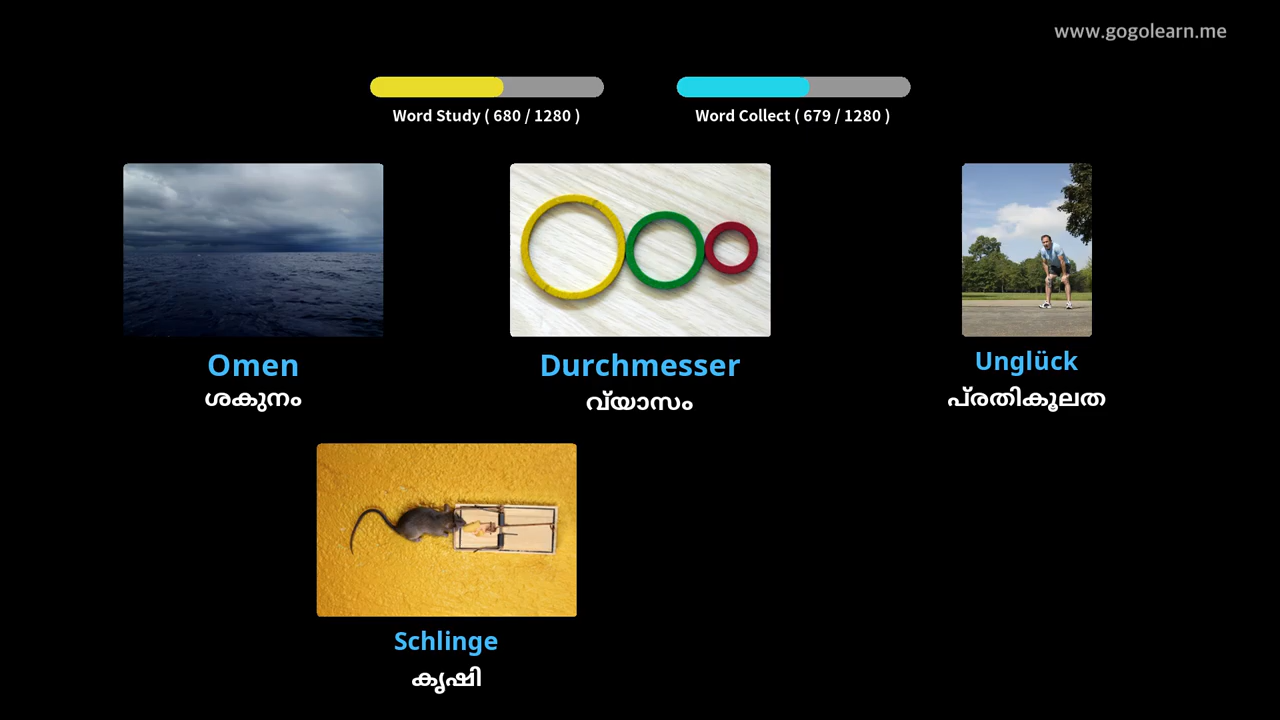 www.gogolearn.me
Word Study ( 680 / 1280 )
Word Collect ( 679 / 1280 )
Omen
ശകുനം
Durchmesser
വ്യാസം
Unglück
പ്രതികൂലത
Schlinge
കൃഷി